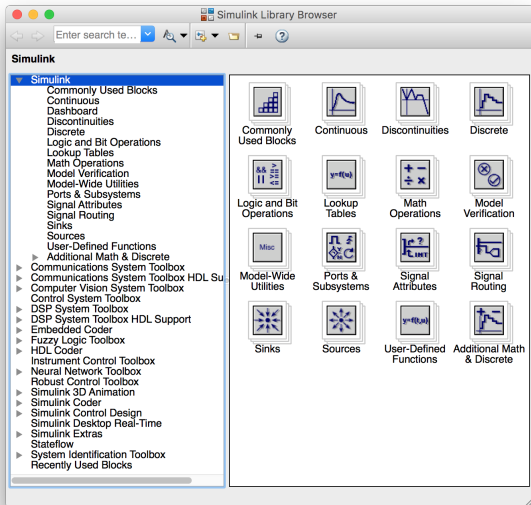 Simulink Library Browser
Enter search te...
Simulink
Simulink
Commonly Used Blocks
Continuous
Dashboard
Discontinuities
Discrete
Logic and Bit Operations
Lookup Tables
Math Operations
Model Verification
Model-Wide Utilities
Ports & Subsystems
Signal Attributes
Signal Routing
Sinks
Sources
User-Defined Functions
Additional Math & Discrete
Communications System Toolbox
Communications System Toolbox HDL Su
Computer Vision System Toolbox
Control System Toolbox
DSP System Toolbox
DSP System Toolbox HDL Support
Embedded Coder
Fuzzy Logic Toolbox
HDL Coder
Instrument Control Toolbox
Neural Network Toolbox
Robust Control Toolbox
Simulink 3D Animation
Simulink Coder
Simulink Control Design
Simulink Desktop Real-Time
Simulink Extras
Stateflow
System Identification Toolbox
Recently Used Blocks
Commonly
Used Blocks
Continuous
Discontinuities
Discrete
&& >=
|| ==
Logic and Bit
Operations
y=f(u)
Lookup
Tables
+ −
÷ ×
Math
Operations
Model
Verification
Misc
Model-Wide
Utilities
Ports &
Subsystems
?
INT
Signal
Attributes
Signal
Routing
Sinks
Sources
y=f(t,u)
User-Defined
Functions
Additional Math
& Discrete